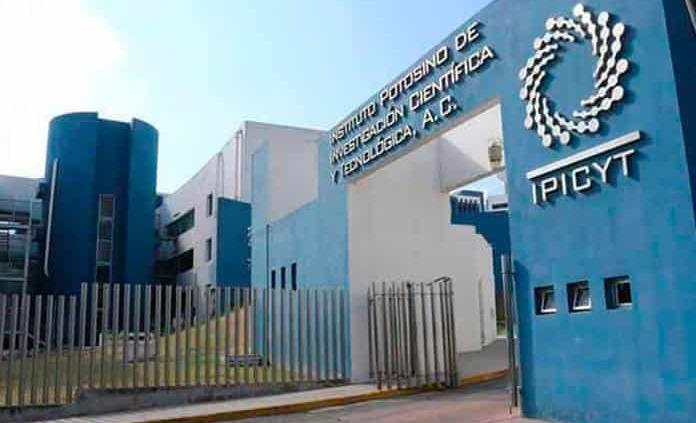 Instituto Potosino de
Investigación Científica
y Tecnológica, A.C.
IPICYT